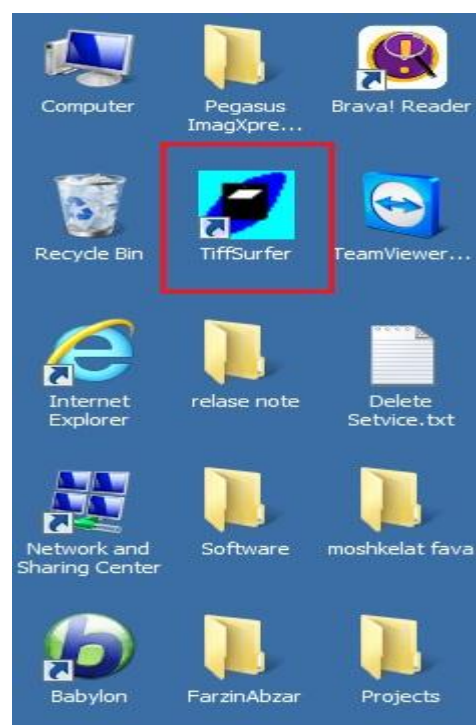 Computer
Pegasus
ImagXpre...
Brava! Reader
Recycle Bin
TiffSurfer
TeamViewer...
Internet
Explorer
relase note
Delete
Setvice.txt
Network and
Sharing Center
Software
moshkelat fava
Babylon
FarzinAbzar
Projects